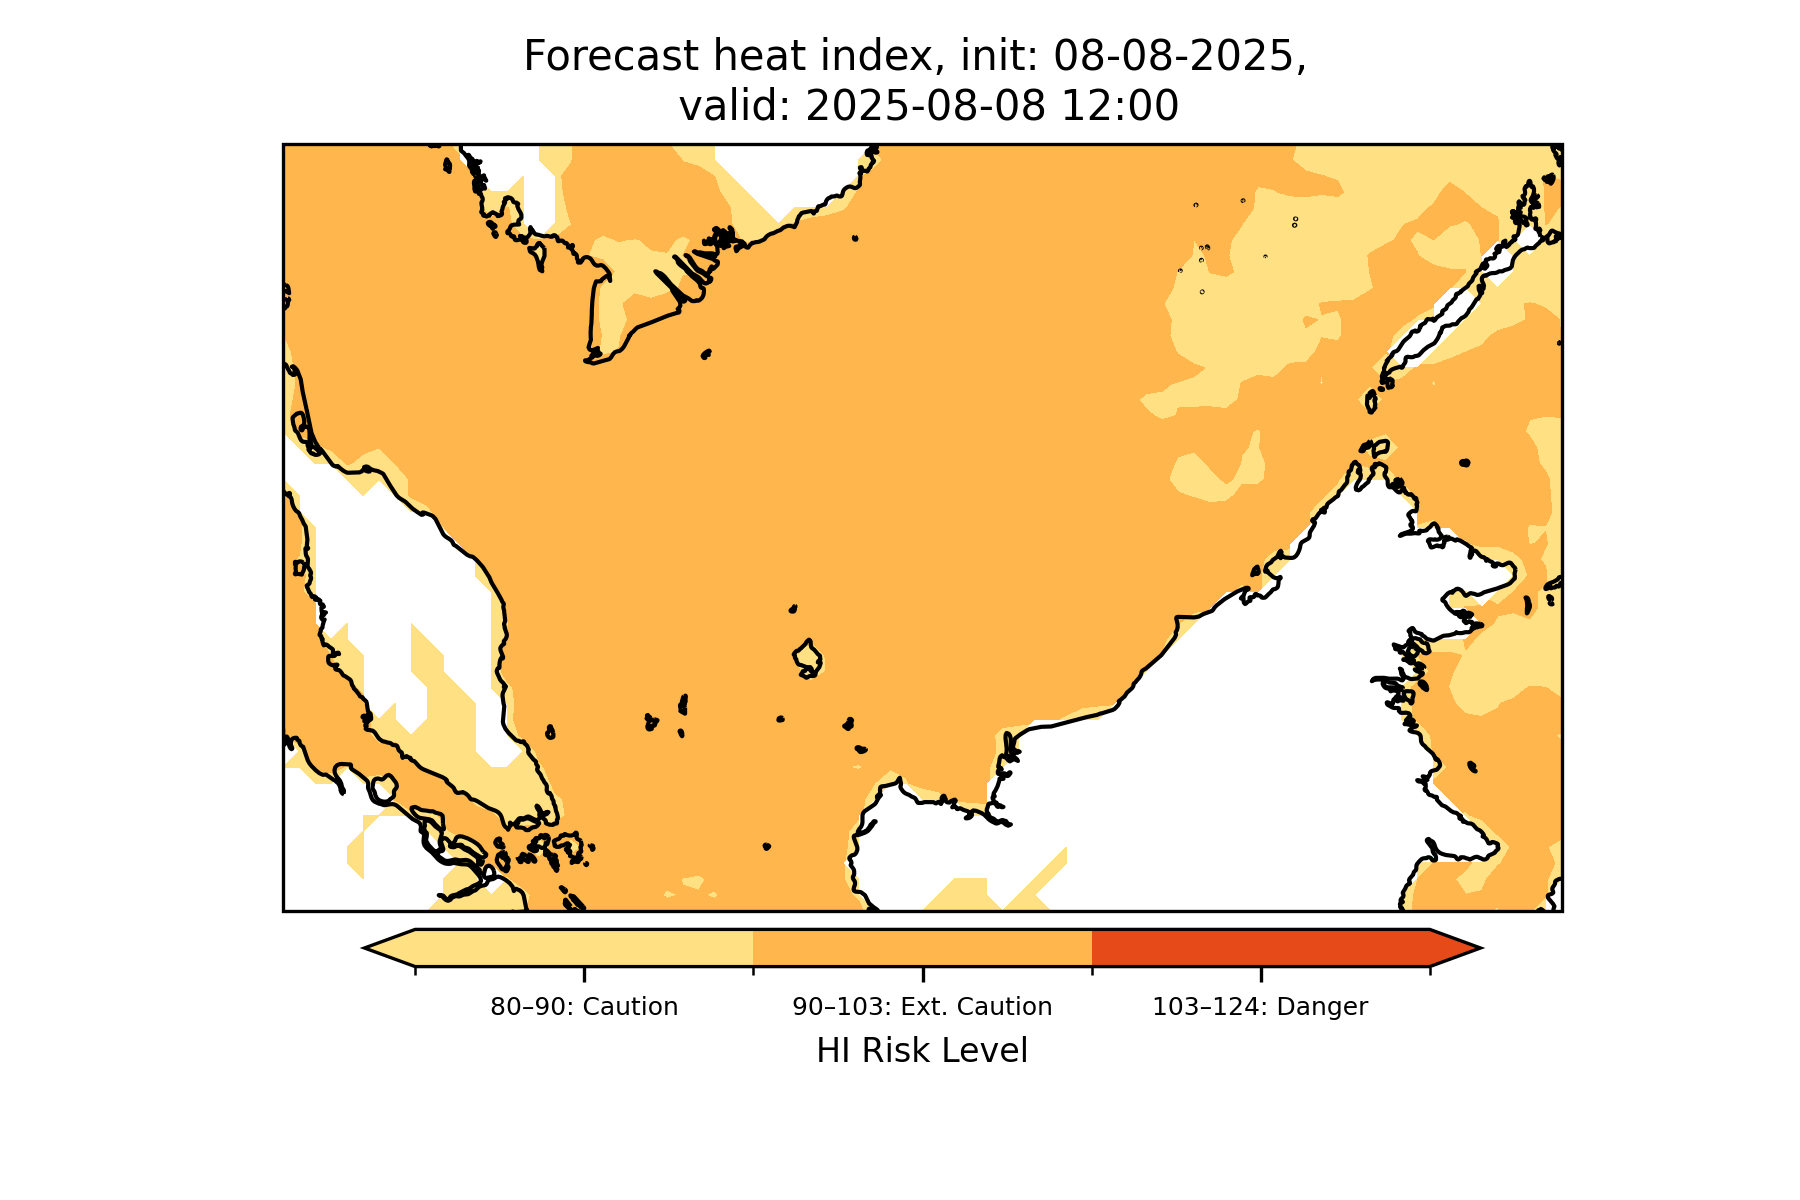 Forecast heat index, init: 08-08-2025,
valid: 2025-08-08 12:00
80–90: Caution
90–103: Ext. Caution
103–124: Danger
HI Risk Level